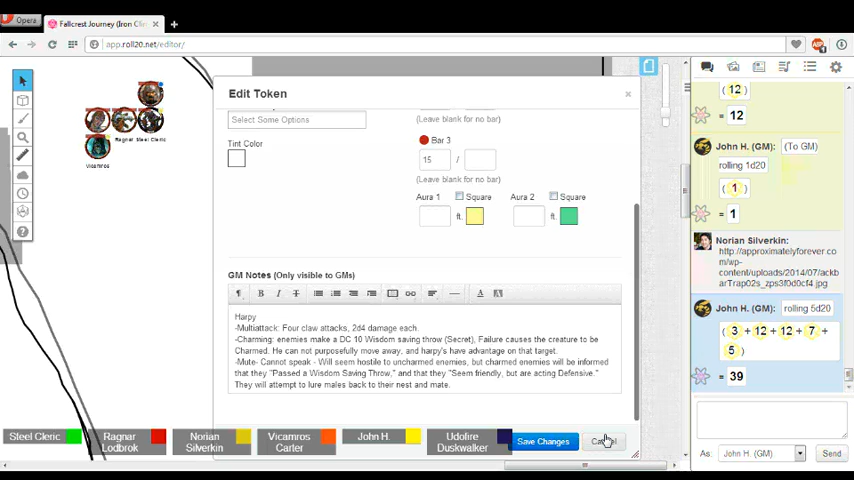 Opera
Fallcrest Journey (Iron Clo
app.roll20.net/editor/
Edit Token
Select Some Options
(Leave blank for no bar)
Tint Color
Bar 3
15 /
(Leave blank for no bar)
Aura 1 Square Aura 2 Square
ft. ft.
GM Notes (Only visible to GMs)
Harpy
-Multiattack: Four claw attacks, 2d4 damage each.
-Charming: enemies make a DC 10 Wisdom saving throw (Secret), Failure causes the creature to be
Charmed. He can not purposefully move away, and harpy's have advantage on that target.
-Mute- Cannot speak - Will seem hostile to uncharmed enemies, but charmed enemies will be informed
that they "Passed a Wisdom Saving Throw," and that they "Seem friendly, but are acting Defensive."
They will attempt to lure males back to their nest and mate.
Save Changes
Ragnar Steel Cleric
Vicamros
Steel Cleric
Ragnar
Lodbrok
Norian
Silverkin
Vicamros
Carter
John H.
Udolire
Duskwalker
(12)
= 12
John H. (GM): (To GM)
rolling 1d20
(1)
= 1
Norian Silverkin:
http://approximatelyforever.co
m/wp-
content/uploads/2014/07/ackb
arTrap02s_zps3f0d0cf4.jpg
John H. (GM): rolling 5d20
(3+12+12+7+
5)
= 39
As: John H. (GM) Send